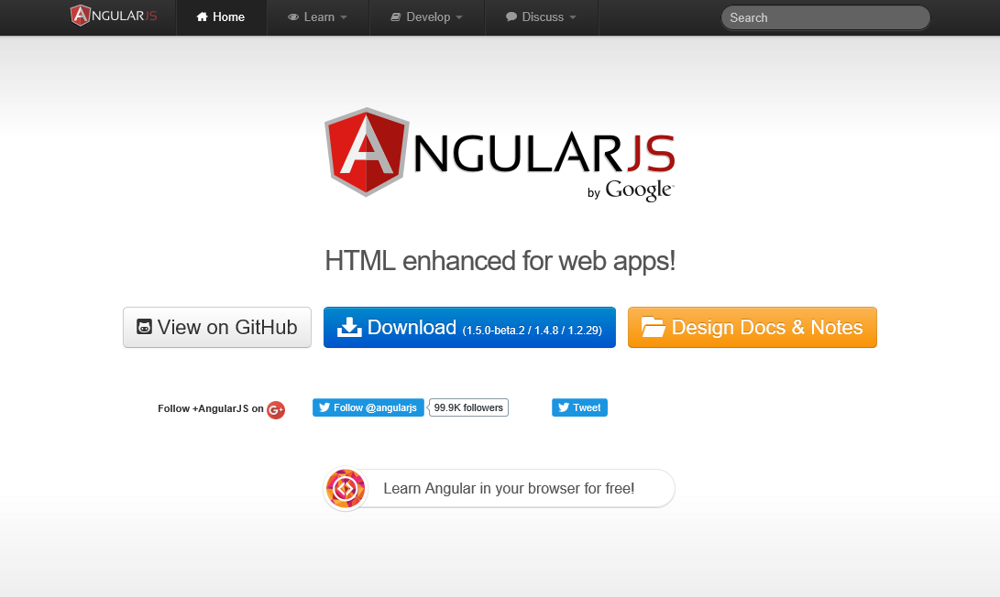 ANGULARJS Home Learn Develop Discuss Search
ANGULARJS
by Google
HTML enhanced for web apps!
View on GitHub Download (1.5.0-beta.2 / 1.4.8 / 1.2.29) Design Docs & Notes
Follow +AngularJS on G+ Follow @angularjs 99.9K followers Tweet
Learn Angular in your browser for free!